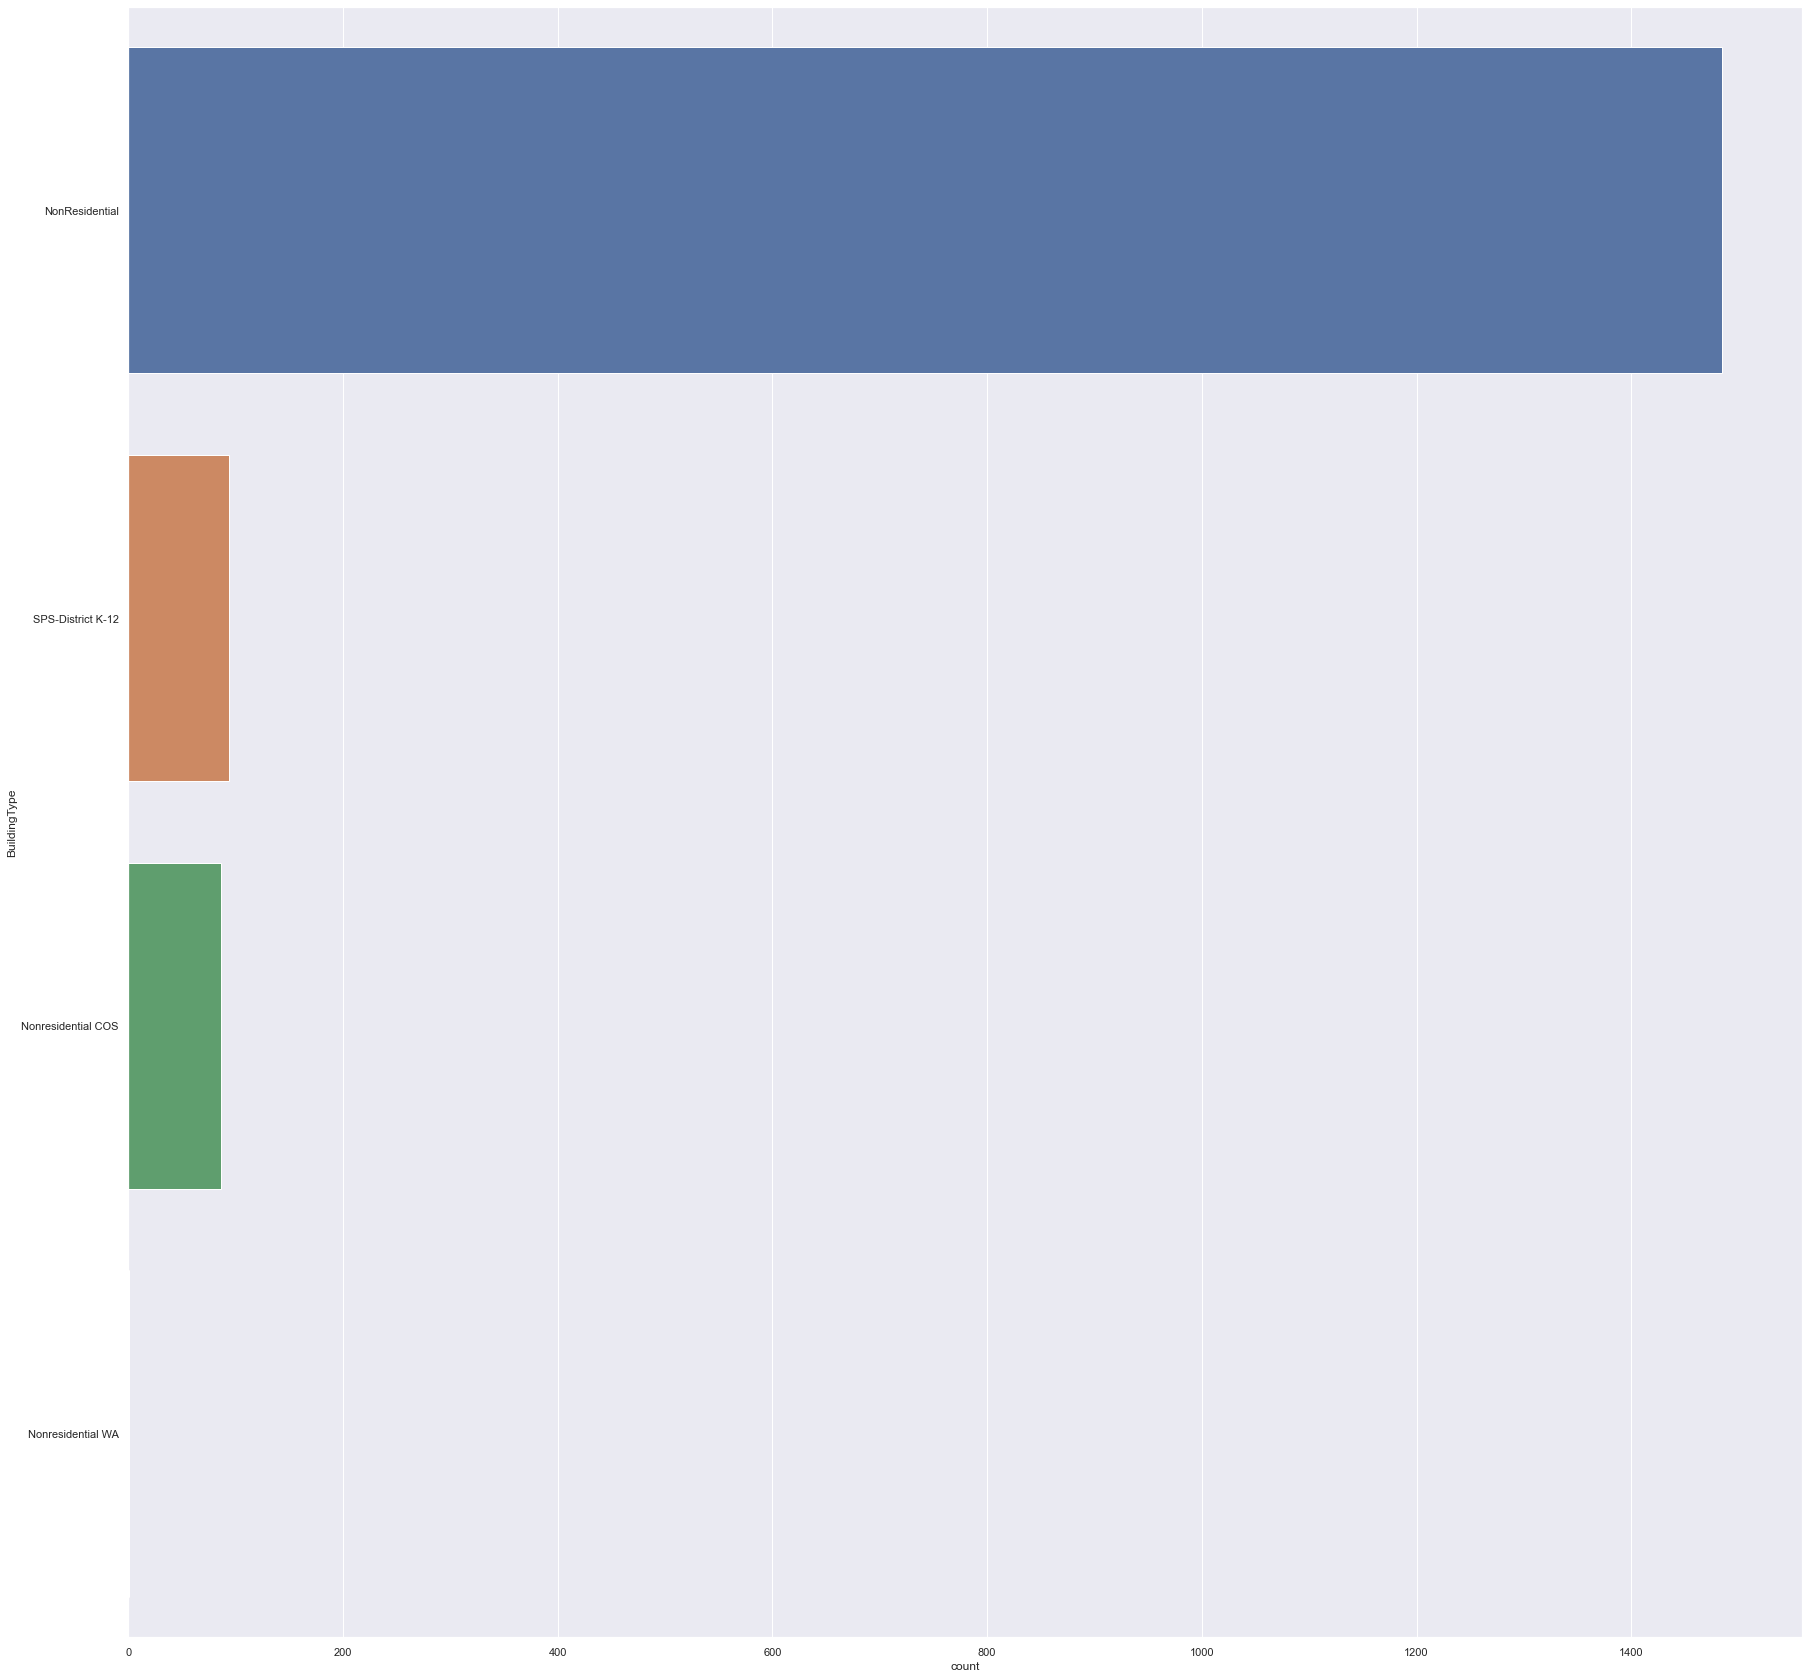 NonResidential
SPS-District K-12
Nonresidential COS
Nonresidential WA
BuildingType
0 200 400 600 800 1000 1200 1400
count